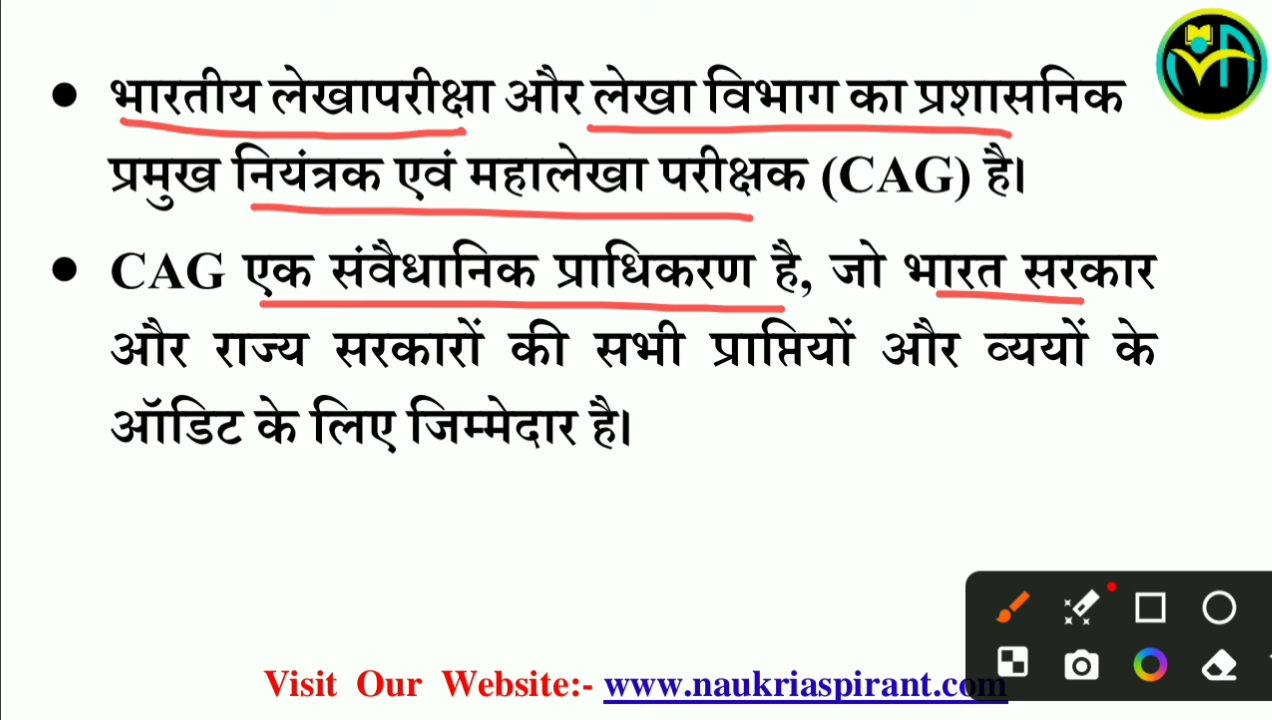 ● भारतीय लेखापरीक्षा और लेखा विभाग का प्रशासनिक
प्रमुख नियंत्रक एवं महालेखा परीक्षक (CAG) है।
● CAG एक संवैधानिक प्राधिकरण है, जो भारत सरकार
और राज्य सरकारों की सभी प्राप्तियों और व्ययों के
ऑडिट के लिए जिम्मेदार है।
Visit Our Website:- www.naukriaspirant.com